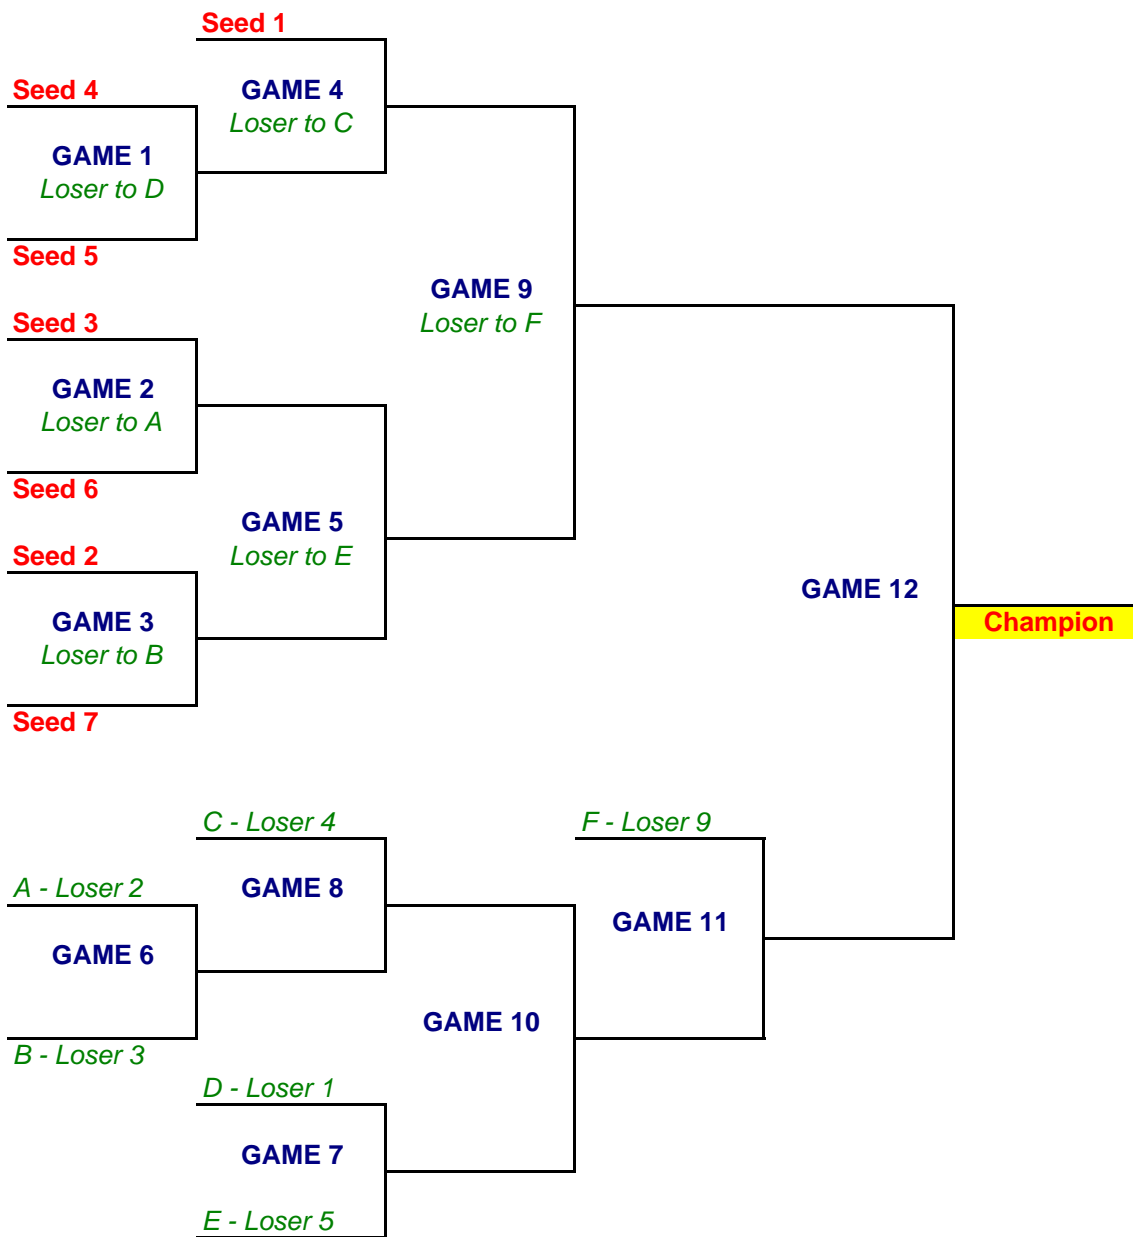 Seed 1
Seed 4
GAME 4
Loser to C
GAME 1
Loser to D
Seed 5
GAME 9
Loser to F
Seed 3
GAME 2
Loser to A
Seed 6
GAME 5
Loser to E
Seed 2
GAME 12
GAME 3
Loser to B
Champion
Seed 7
C - Loser 4
F - Loser 9
A - Loser 2
GAME 8
GAME 11
GAME 6
GAME 10
B - Loser 3
D - Loser 1
GAME 7
E - Loser 5